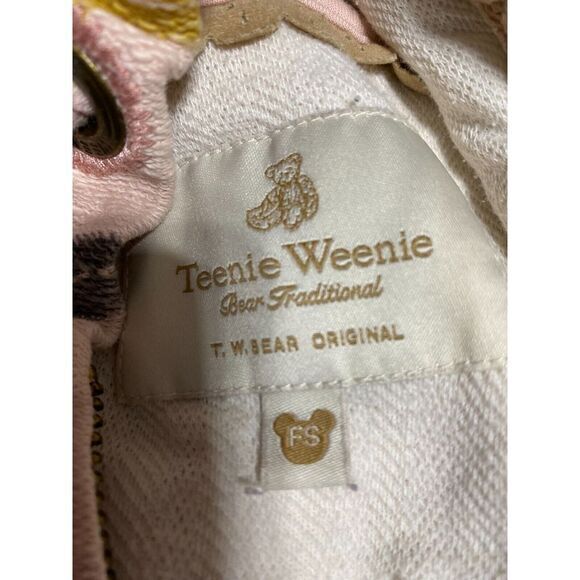 Teenie Weenie
Bear Traditional
T. W. BEAR ORIGINAL
FS